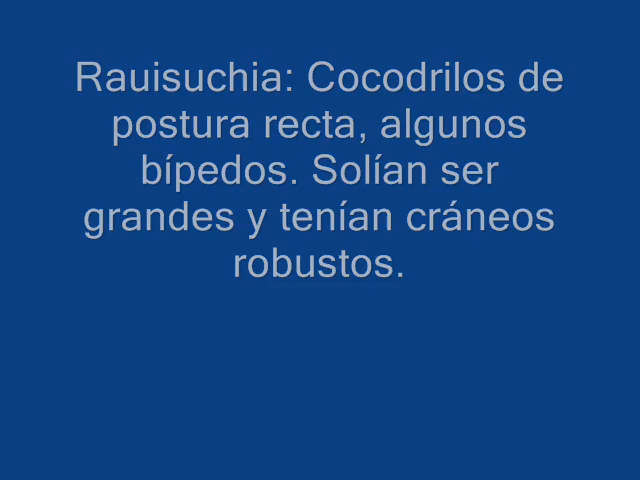 Rauisuchia: Cocodrilos de
postura recta, algunos
bípedos. Solían ser
grandes y tenían cráneos
robustos.